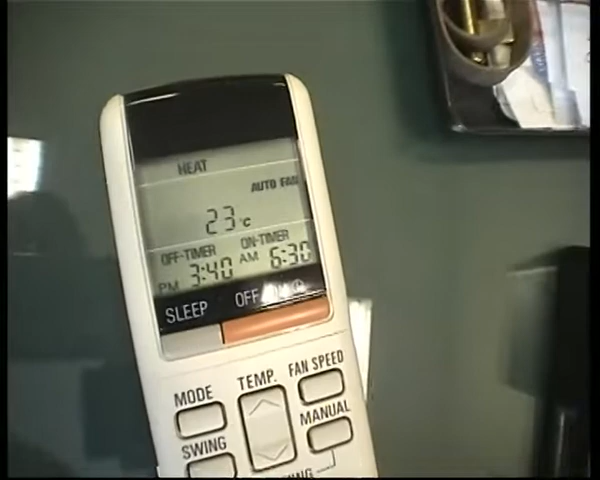 HEAT
AUTO FAN
23°C
OFF-TIMER ON-TIMER
PM 3:40 AM 6:30
SLEEP OFF
MODE TEMP. FAN SPEED
SWING MANUAL